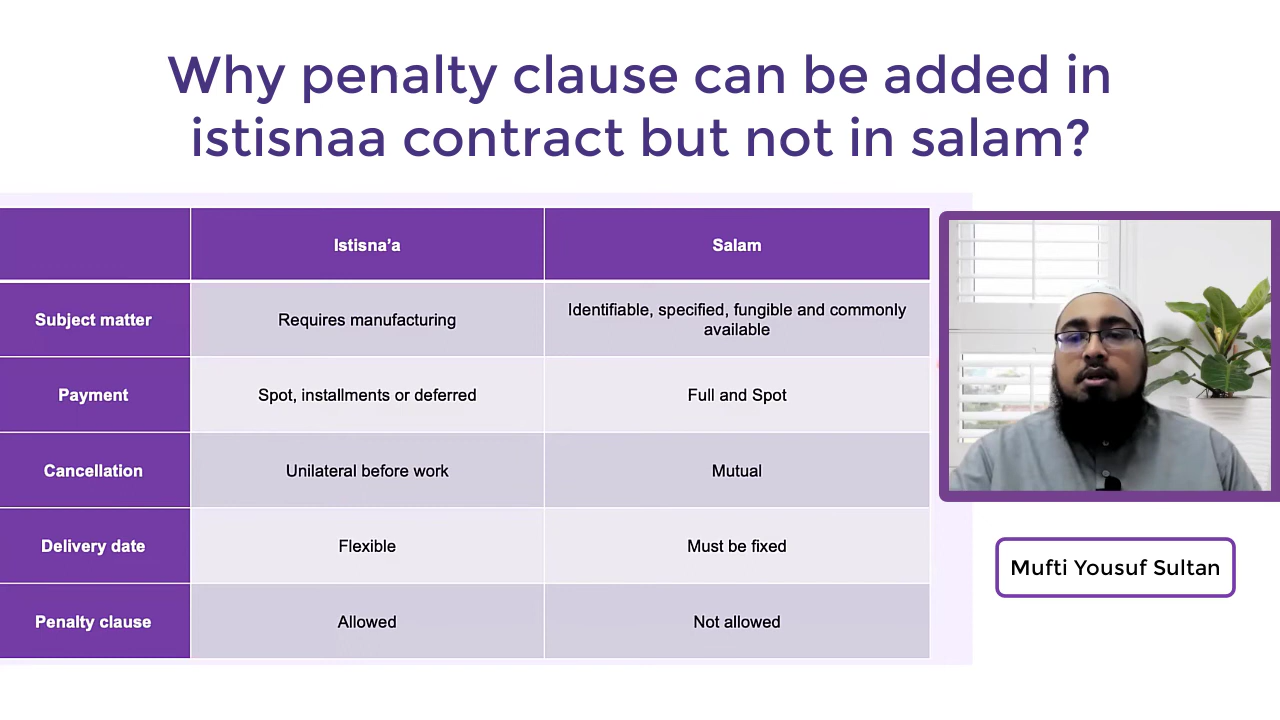 Why penalty clause can be added in
istisnaa contract but not in salam?
Istisna’a
Salam
Subject matter
Requires manufacturing
Identifiable, specified, fungible and commonly
available
Payment
Spot, installments or deferred
Full and Spot
Cancellation
Unilateral before work
Mutual
Delivery date
Flexible
Must be fixed
Penalty clause
Allowed
Not allowed
Mufti Yousuf Sultan